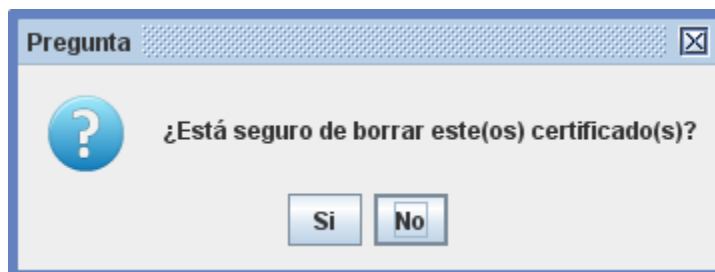 Pregunta
¿Está seguro de borrar este(os) certificado(s)?
Si No